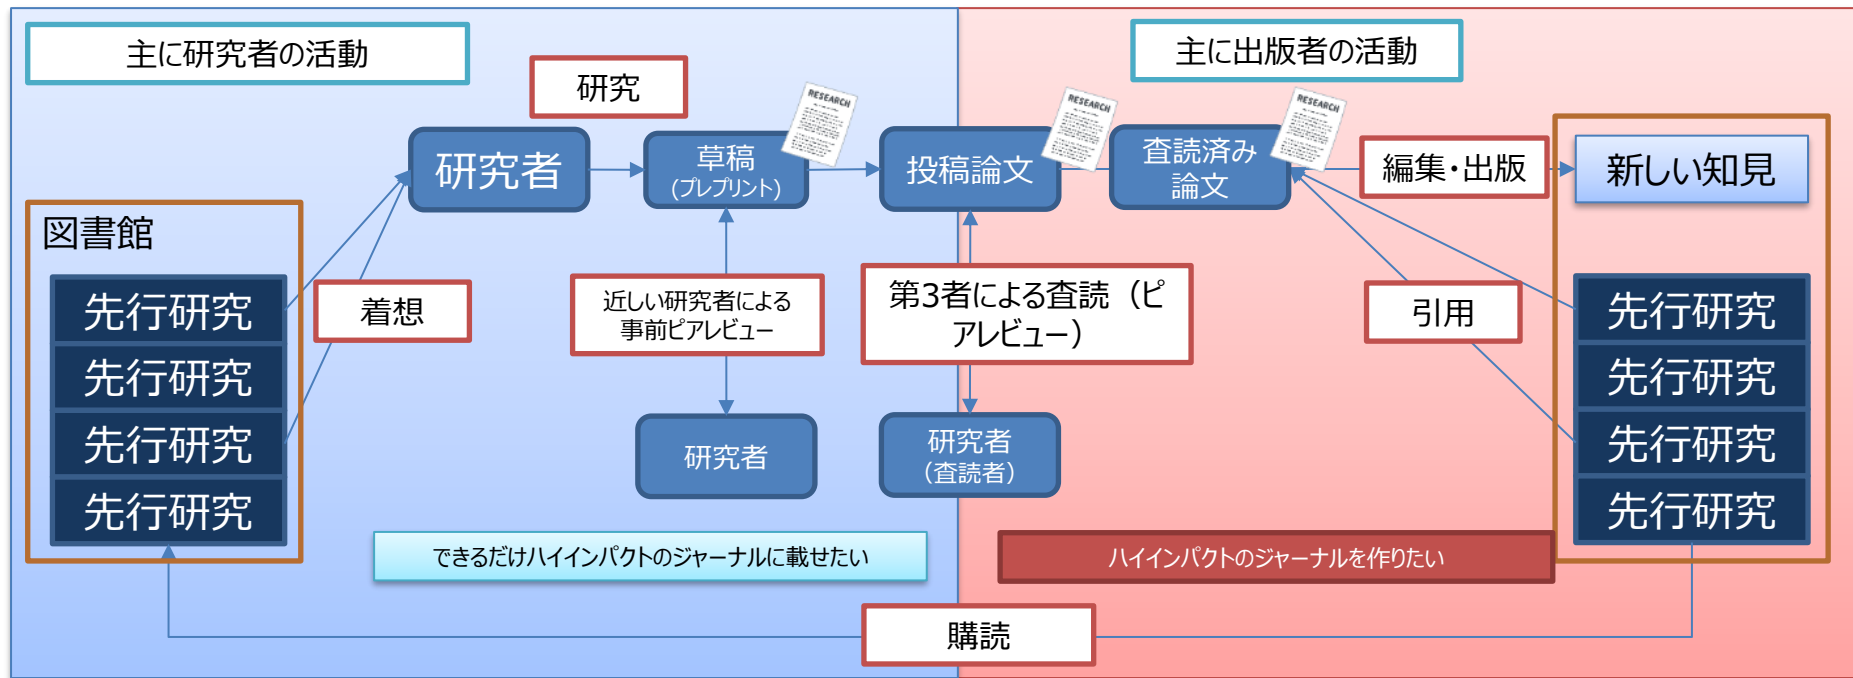 主に研究者の活動
主に出版者の活動
研究
RESEARCH
RESEARCH
RESEARCH
研究者
草稿
(プレプリント)
投稿論文
査読済み
論文
編集・出版
新しい知見
図書館
先行研究
先行研究
先行研究
先行研究
着想
近しい研究者による
事前ピアレビュー
第3者による査読（ピ
アレビュー）
引用
先行研究
先行研究
先行研究
先行研究
研究者
研究者
（査読者）
できるだけハイインパクトのジャーナルに載せたい
ハイインパクトのジャーナルを作りたい
購読